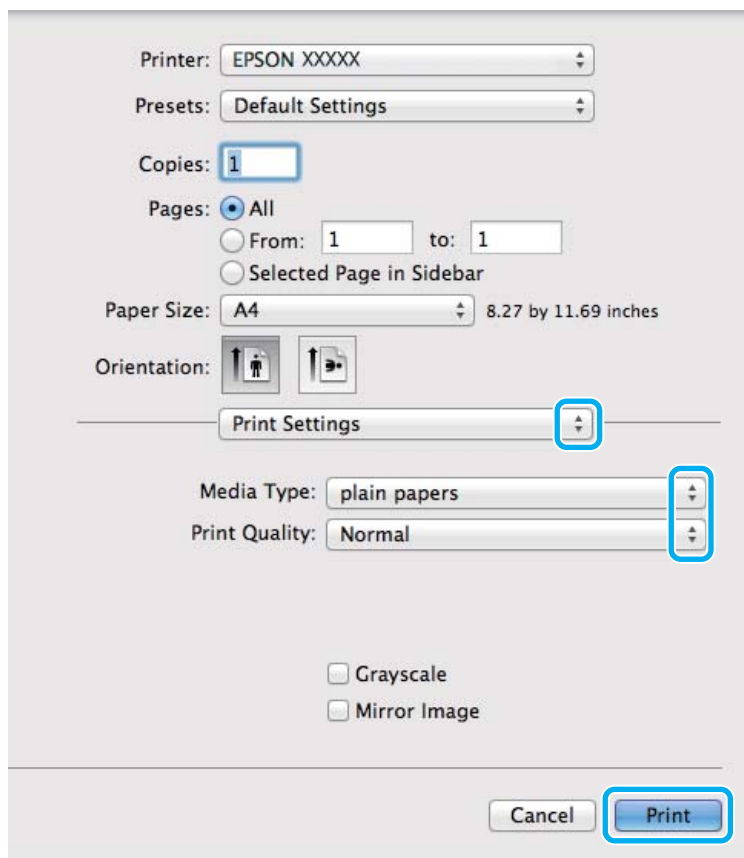 Printer: EPSON XXXXX
Presets: Default Settings
Copies: 1
Pages: All
From: 1 to: 1
Selected Page in Sidebar
Paper Size: A4 8.27 by 11.69 inches
Orientation:
Print Settings
Media Type: plain papers
Print Quality: Normal
Grayscale
Mirror Image
Cancel Print